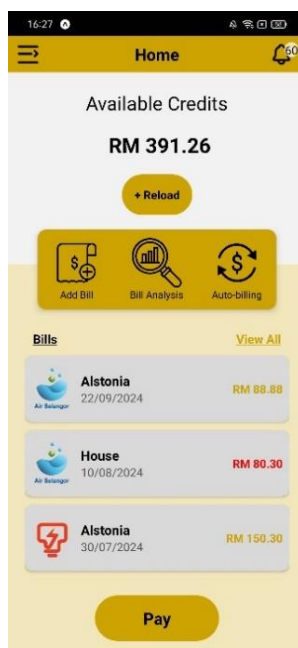 16:27
Home
60
Available Credits
RM 391.26
+ Reload
Add Bill
Bill Analysis
Auto-billing
Bills
View All
Alstonia
22/09/2024
RM 88.88
Air Selangor
House
10/08/2024
RM 80.30
Air Selangor
Alstonia
30/07/2024
RM 150.30
Pay